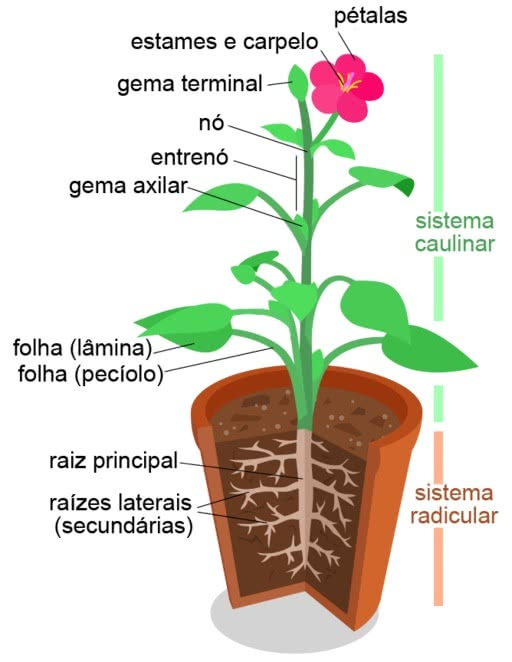 pétalas
estames e carpelo
gema terminal
nó
entrenó
gema axilar
sistema
caulinar
folha (lâmina)
folha (pecíolo)
raiz principal
raízes laterais
(secundárias)
sistema
radicular